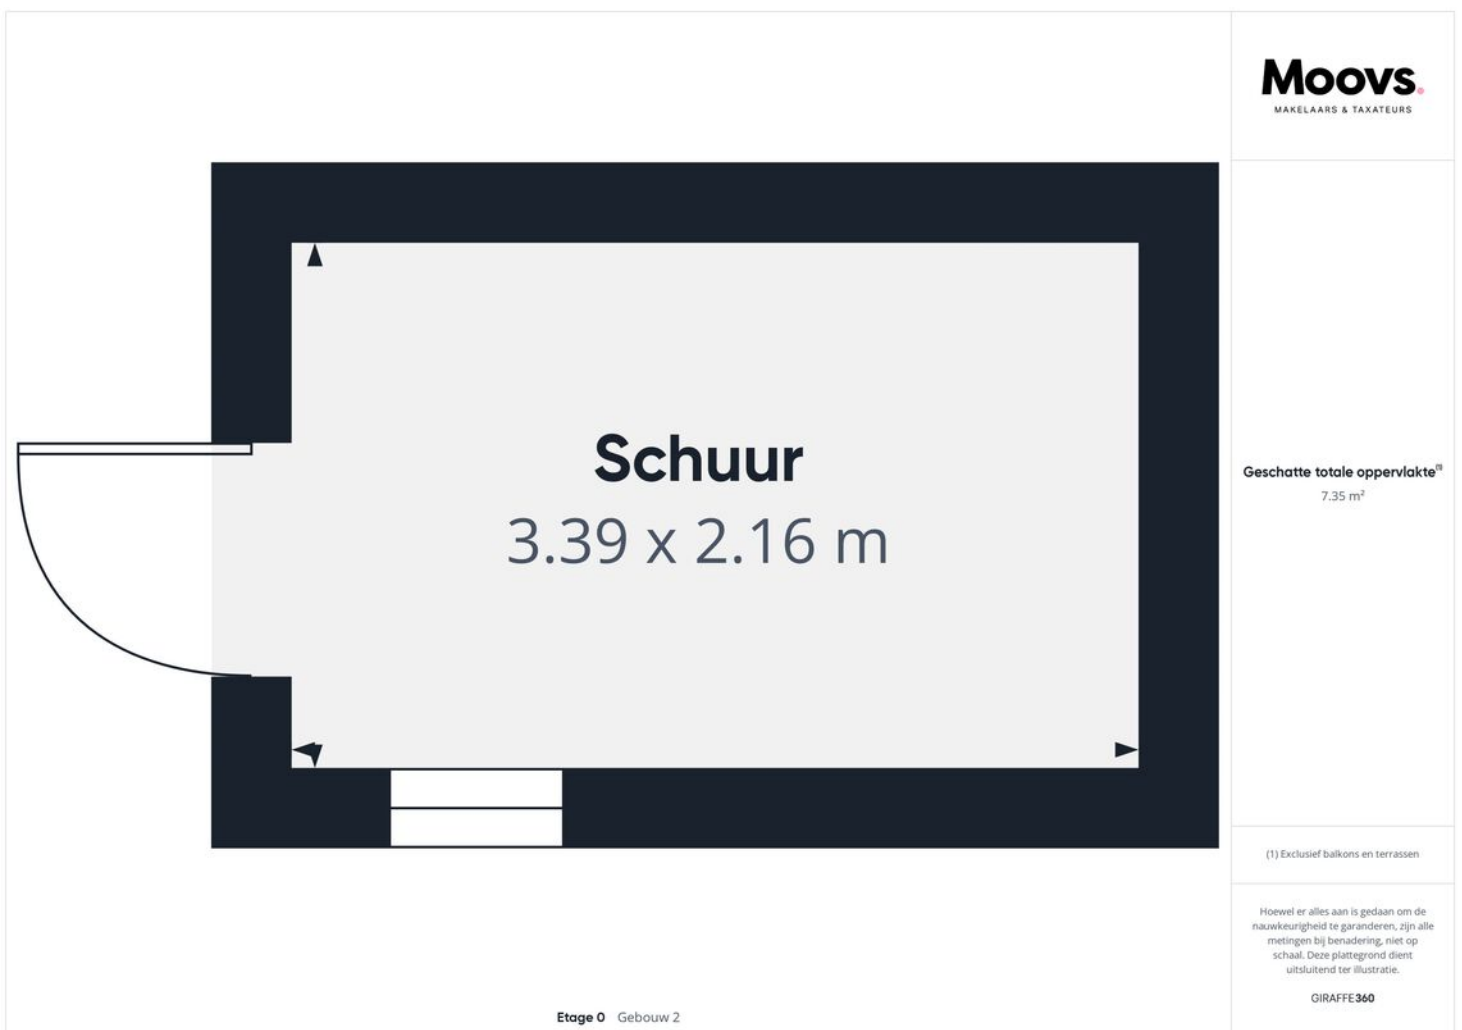 Moovs.
MAKELAARS & TAXATEURS
Schuur
3.39 x 2.16 m
Geschatte totale oppervlakte(1)
7.35 m²
(1) Exclusief balkons en terrassen
Hoewel er alles aan is gedaan om de
nauwkeurigheid te garanderen, zijn alle
metingen bij benadering, niet op
schaal. Deze plattegrond dient
uitsluitend ter illustratie.
GIRAFFE360
Etage 0 Gebouw 2